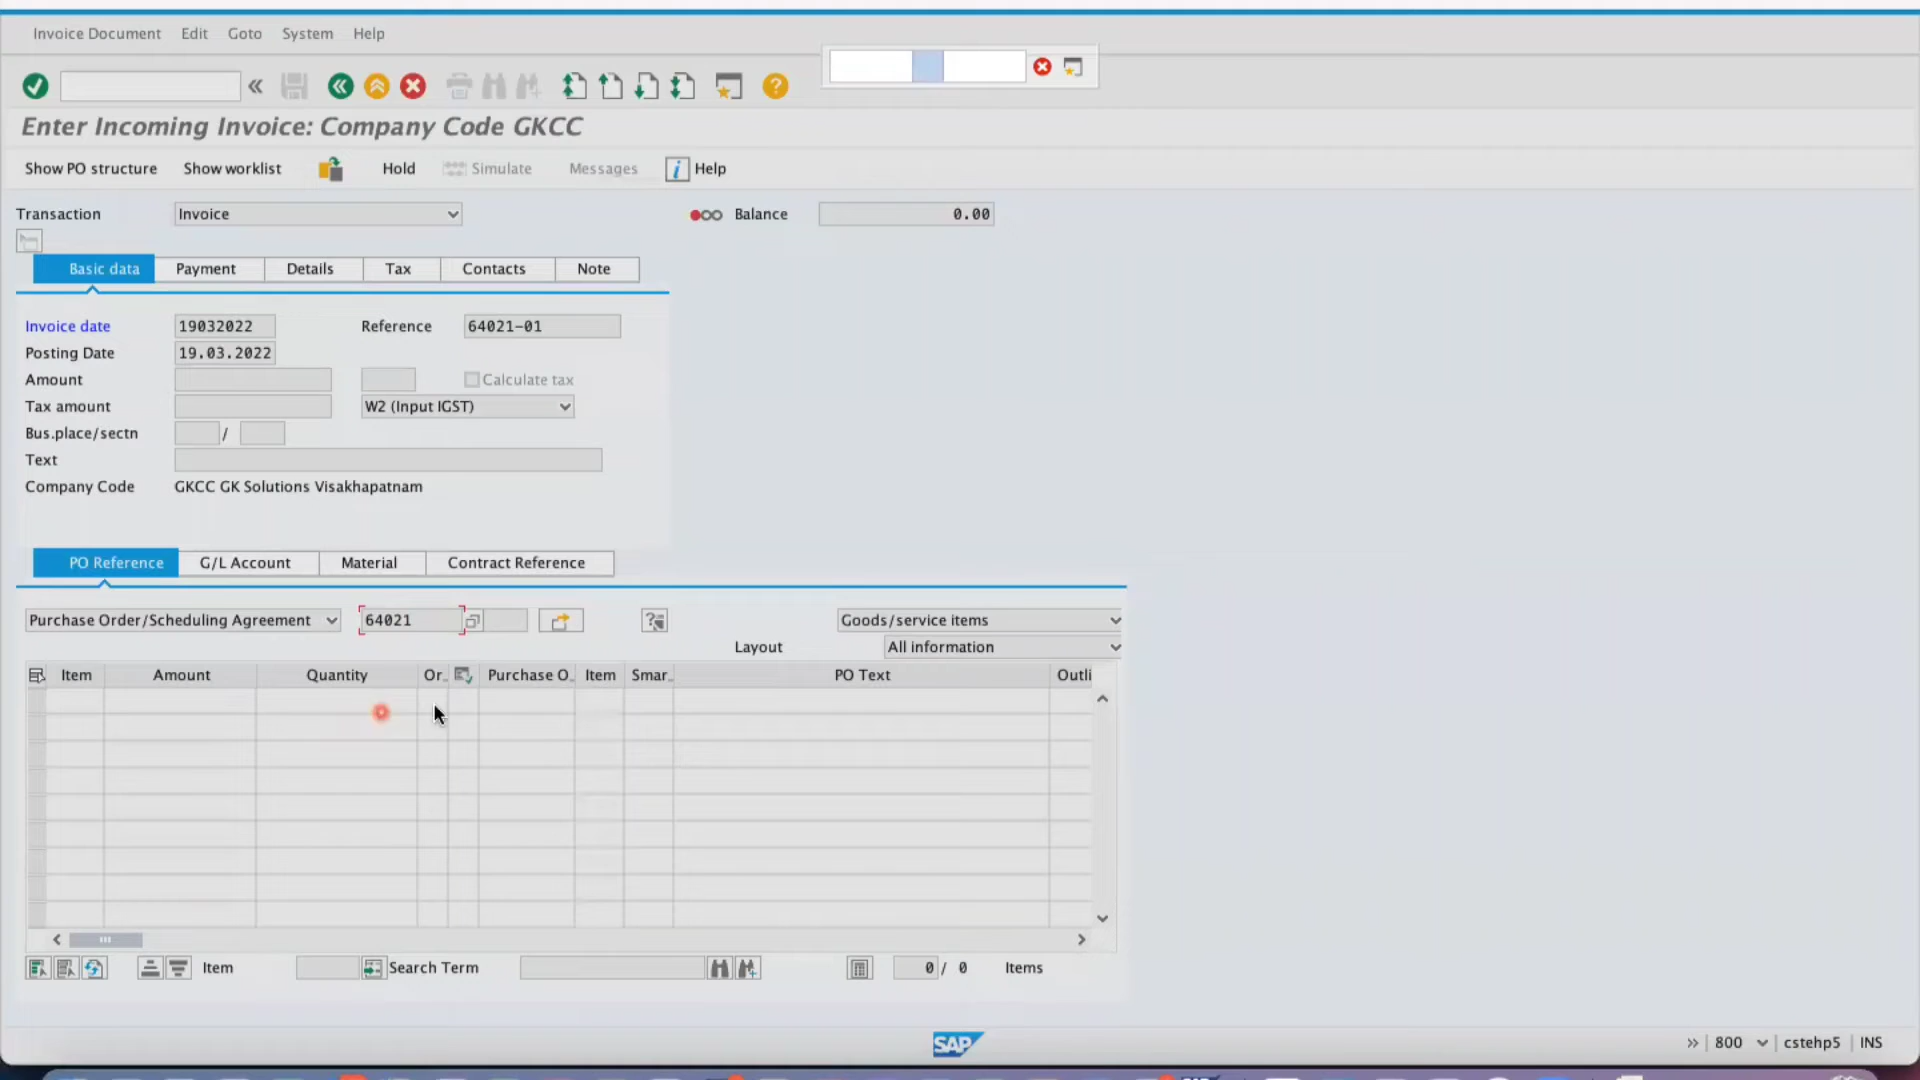 Invoice Document Edit Goto System Help
Enter Incoming Invoice: Company Code GKCC
Show PO structure Show worklist Hold Simulate Messages Help
Transaction Invoice Balance 0.00
Basic data Payment Details Tax Contacts Note
Invoice date 19032022 Reference 64021-01
Posting Date 19.03.2022
Amount Calculate tax
Tax amount W2 (Input IGST)
Bus.place/sectn /
Text
Company Code GKCC GK Solutions Visakhapatnam
PO Reference G/L Account Material Contract Reference
Purchase Order/Scheduling Agreement 64021 Goods/service items
Layout All information
Item Amount Quantity Or.. Purchase O.. Item Smar.. PO Text Outli
Item Search Term 0 / 0 Items
SAP >> 800 cstehp5 INS